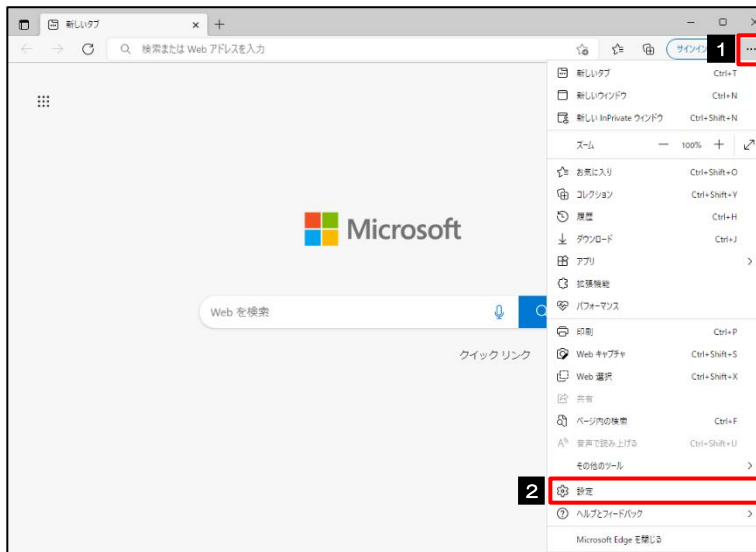 新しいタブ
検索または Web アドレスを入力
サインイン
1
新しいタブ Ctrl+T
新しいウィンドウ Ctrl+N
新しい InPrivate ウィンドウ Ctrl+Shift+N
ズーム 100%
お気に入り Ctrl+Shift+O
コレクション Ctrl+Shift+Y
履歴 Ctrl+H
ダウンロード Ctrl+J
アプリ
拡張機能
パフォーマンス
印刷 Ctrl+P
Web キャプチャ Ctrl+Shift+S
Web 選択 Ctrl+Shift+X
共有
ページ内の検索 Ctrl+F
音声で読み上げる Ctrl+Shift+U
その他のツール
2 設定
ヘルプとフィードバック
Microsoft Edge を閉じる
Microsoft
Web を検索
クイック リンク